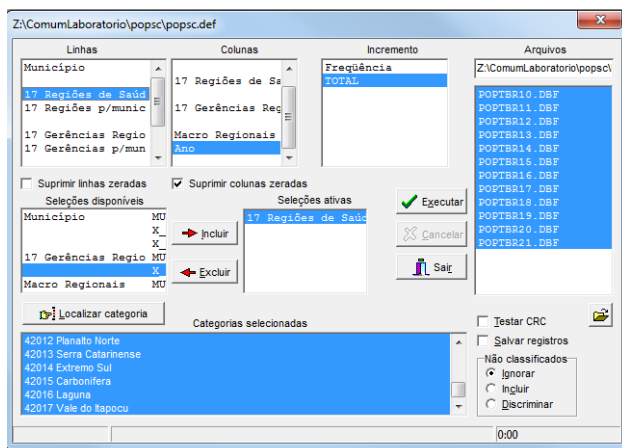 Z:\ComumLaboratorio\popsc\popsc.def
Linhas
Município
17 Regiões de Saúd
17 Regiões p/munic
17 Gerências Regio
17 Gerências p/mun
Colunas
17 Regiões de Sa
17 Gerências Reg
Macro Regionais
Ano
Incremento
Freqüência
TOTAL
Arquivos
Z:\ComumLaboratorio\popsc\
POPTBR10.DBF
POPTBR11.DBF
POPTBR12.DBF
POPTBR13.DBF
POPTBR14.DBF
POPTBR15.DBF
POPTBR16.DBF
POPTBR17.DBF
POPTBR18.DBF
POPTBR19.DBF
POPTBR20.DBF
POPTBR21.DBF
Suprimir linhas zeradas
Suprimir colunas zeradas
Seleções disponíveis
Município MU
X_
X_
17 Gerências Regio MU
X_
Macro Regionais MU
Incluir
Excluir
Seleções ativas
17 Regiões de Saúd
Executar
Cancelar
Sair
Localizar categoria
Categorias selecionadas
42012 Planalto Norte
42013 Serra Catarinense
42014 Extremo Sul
42015 Carbonífera
42016 Laguna
42017 Vale do Itapocu
Testar CRC
Salvar registros
Não classificados
Ignorar
Incluir
Discriminar
0:00